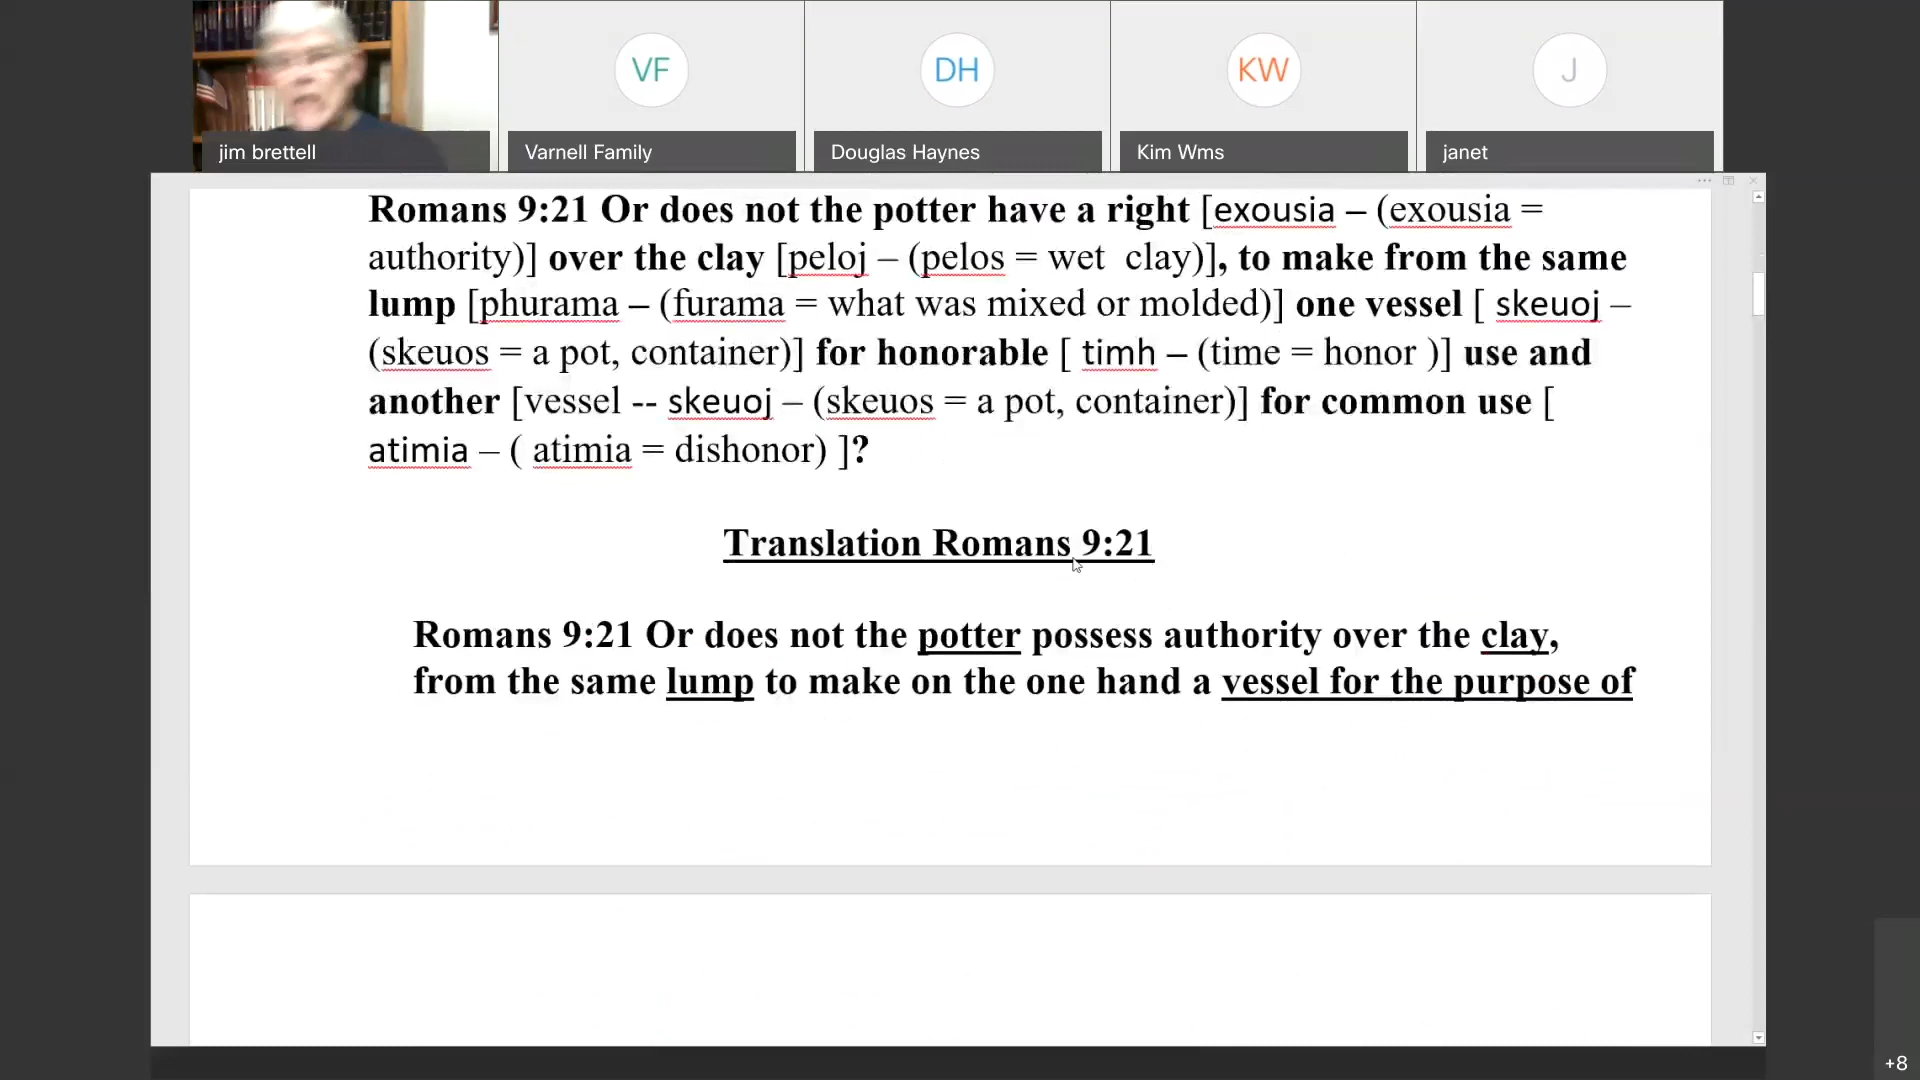 VF
DH
KW
J
jim brettell
Varnell Family
Douglas Haynes
Kim Wms
janet
Romans 9:21 Or does not the potter have a right [exousia – (exousia =
authority)] over the clay [peloj – (pelos = wet clay)], to make from the same
lump [phurama – (furama = what was mixed or molded)] one vessel [ skeuoj –
(skeuos = a pot, container)] for honorable [ timh – (time = honor )] use and
another [vessel -- skeuoj – (skeuos = a pot, container)] for common use [
atimia – ( atimia = dishonor) ]?
Translation Romans 9:21
Romans 9:21 Or does not the potter possess authority over the clay,
from the same lump to make on the one hand a vessel for the purpose of
+8